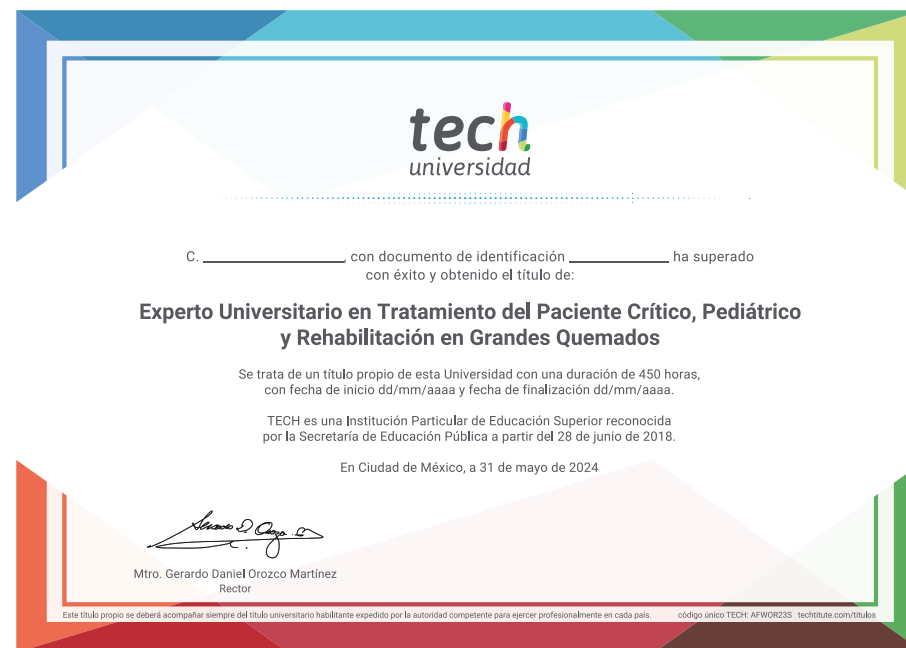 tech
universidad
C. ____________________, con documento de identificación ______________ ha superado
con éxito y obtenido el título de:
Experto Universitario en Tratamiento del Paciente Crítico, Pediátrico
y Rehabilitación en Grandes Quemados
Se trata de un título propio de esta Universidad con una duración de 450 horas,
con fecha de inicio dd/mm/aaaa y fecha de finalización dd/mm/aaaa.
TECH es una Institución Particular de Educación Superior reconocida
por la Secretaría de Educación Pública a partir del 28 de junio de 2018.
En Ciudad de México, a 31 de mayo de 2024
Mtro. Gerardo Daniel Orozco Martínez
Rector
Este título propio se deberá acompañar siempre del título universitario habilitante expedido por la autoridad competente para ejercer profesionalmente en cada país. código único TECH: AFWOR23S techtitute.com/titulos